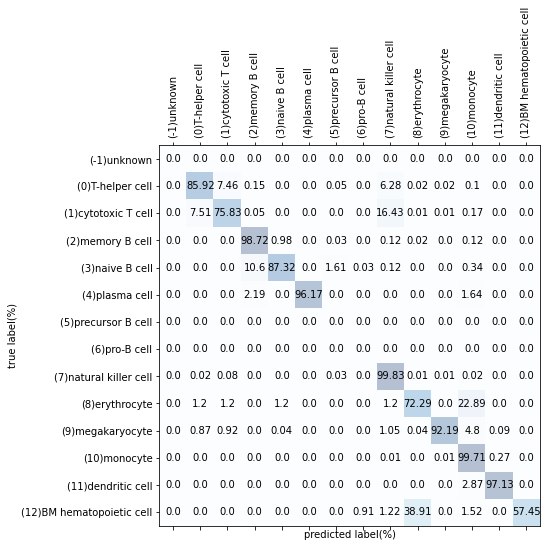 (-1)unknown
(0)T-helper cell
(1)cytotoxic T cell
(2)memory B cell
(3)naive B cell
(4)plasma cell
(5)precursor B cell
(6)pro-B cell
(7)natural killer cell
(8)erythrocyte
(9)megakaryocyte
(10)monocyte
(11)dendritic cell
(12)BM hematopoietic cell
true label(%)
(-1)unknown 0.0 0.0 0.0 0.0 0.0 0.0 0.0 0.0 0.0 0.0 0.0 0.0 0.0 0.0
(0)T-helper cell 0.0 85.92 7.46 0.15 0.0 0.0 0.05 0.0 6.28 0.02 0.02 0.1 0.0 0.0
(1)cytotoxic T cell 0.0 7.51 75.83 0.05 0.0 0.0 0.0 0.0 16.43 0.01 0.01 0.17 0.0 0.0
(2)memory B cell 0.0 0.0 0.0 98.72 0.98 0.0 0.03 0.0 0.12 0.02 0.0 0.12 0.0 0.0
(3)naive B cell 0.0 0.0 0.0 10.6 87.32 0.0 1.61 0.03 0.12 0.0 0.0 0.34 0.0 0.0
(4)plasma cell 0.0 0.0 0.0 2.19 0.0 96.17 0.0 0.0 0.0 0.0 0.0 1.64 0.0 0.0
(5)precursor B cell 0.0 0.0 0.0 0.0 0.0 0.0 0.0 0.0 0.0 0.0 0.0 0.0 0.0 0.0
(6)pro-B cell 0.0 0.0 0.0 0.0 0.0 0.0 0.0 0.0 0.0 0.0 0.0 0.0 0.0 0.0
(7)natural killer cell 0.0 0.02 0.08 0.0 0.0 0.0 0.03 0.0 99.83 0.01 0.01 0.02 0.0 0.0
(8)erythrocyte 0.0 1.2 1.2 0.0 1.2 0.0 0.0 0.0 1.2 72.29 0.0 22.89 0.0 0.0
(9)megakaryocyte 0.0 0.87 0.92 0.0 0.04 0.0 0.0 0.0 1.05 0.04 92.19 4.8 0.09 0.0
(10)monocyte 0.0 0.0 0.0 0.0 0.0 0.0 0.0 0.0 0.01 0.0 0.01 99.71 0.27 0.0
(11)dendritic cell 0.0 0.0 0.0 0.0 0.0 0.0 0.0 0.0 0.0 0.0 0.0 2.87 97.13 0.0
(12)BM hematopoietic cell 0.0 0.0 0.0 0.0 0.0 0.0 0.0 0.91 1.22 38.91 0.0 1.52 0.0 57.45
predicted label(%)